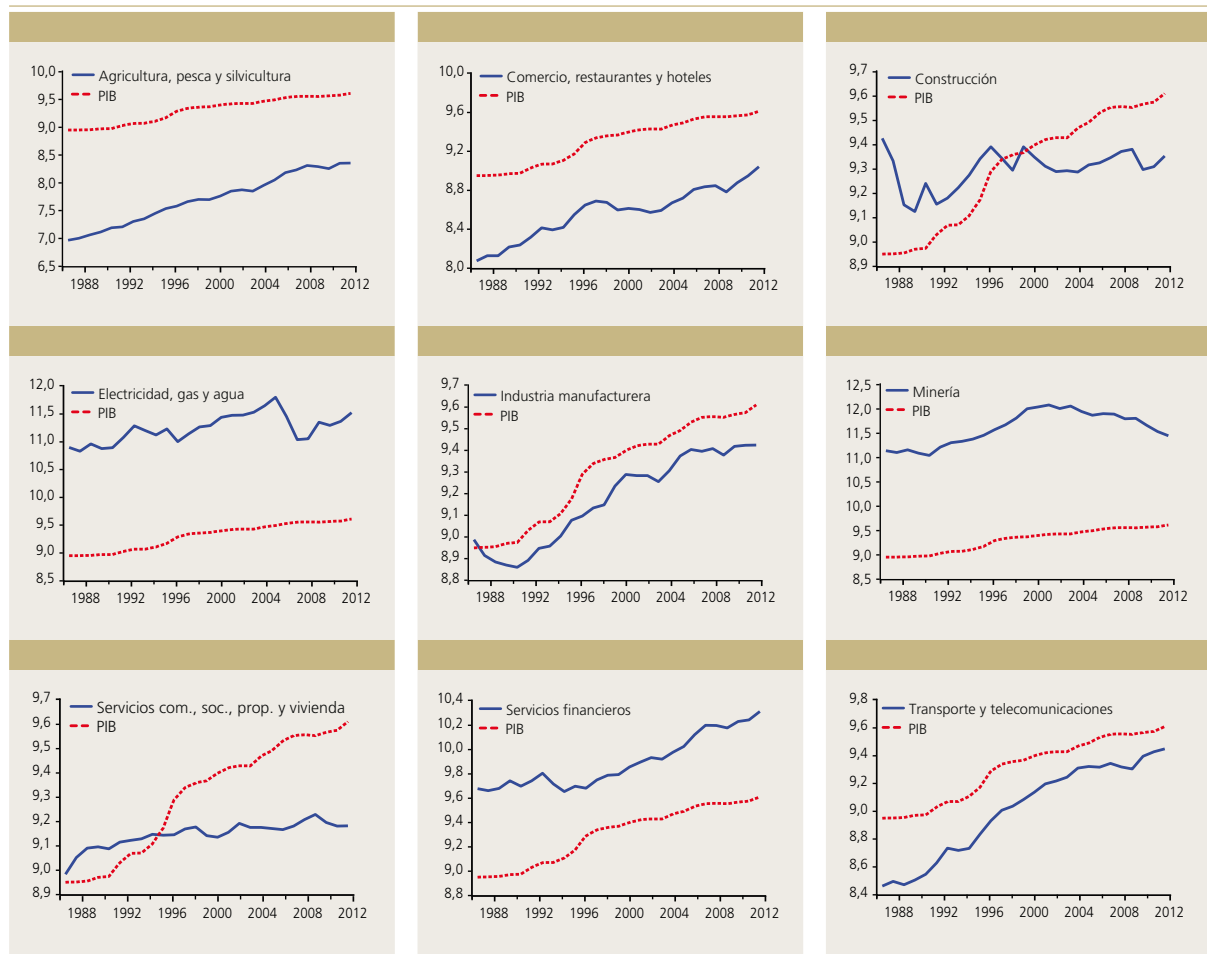 Agricultura, pesca y silvicultura
PIB
10,0
9,5
9,0
8,5
8,0
7,5
7,0
6,5
1988 1992 1996 2000 2004 2008 2012
Comercio, restaurantes y hoteles
PIB
10,0
9,6
9,2
8,8
8,4
8,0
1988 1992 1996 2000 2004 2008 2012
Construcción
PIB
9,7
9,6
9,4
9,3
9,2
9,1
9,0
8,9
1988 1992 1996 2000 2004 2008 2012
Electricidad, gas y agua
PIB
12,0
11,5
11,0
10,5
10,0
9,5
9,0
8,5
1988 1992 1996 2000 2004 2008 2012
Industria manufacturera
PIB
9,7
9,6
9,4
9,3
9,2
9,1
9,0
8,9
8,8
1988 1992 1996 2000 2004 2008 2012
Minería
PIB
12,5
12,0
11,5
11,0
10,5
10,0
9,5
9,0
8,5
1988 1992 1996 2000 2004 2008 2012
Servicios com., soc., prop. y vivienda
PIB
9,7
9,6
9,4
9,3
9,2
9,1
9,0
8,9
1988 1992 1996 2000 2004 2008 2012
Servicios financieros
PIB
10,4
10,2
10,0
9,8
9,6
9,4
9,2
9,0
8,8
1988 1992 1996 2000 2004 2008 2012
Transporte y telecomunicaciones
PIB
9,8
9,6
9,4
9,2
9,0
8,8
8,6
8,4
1988 1992 1996 2000 2004 2008 2012